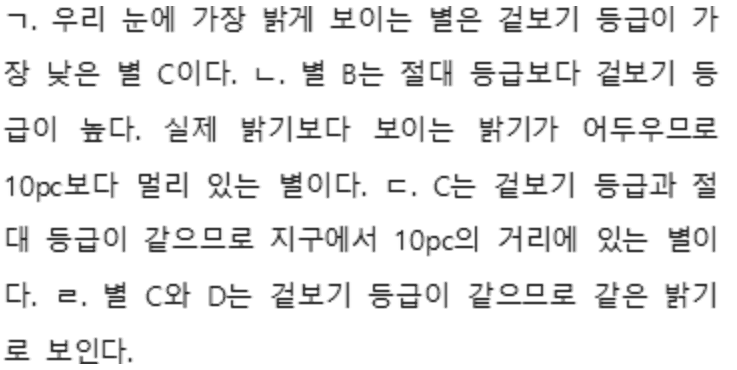 ㄱ. 우리 눈에 가장 밝게 보이는 별은 겉보기 등급이 가
장 낮은 별 C이다. ㄴ. 별 B는 절대 등급보다 겉보기 등
급이 높다. 실제 밝기보다 보이는 밝기가 어두우므로
10pc보다 멀리 있는 별이다. ㄷ. C는 겉보기 등급과 절
대 등급이 같으므로 지구에서 10pc의 거리에 있는 별이
다. ㄹ. 별 C와 D는 겉보기 등급이 같으므로 같은 밝기
로 보인다.